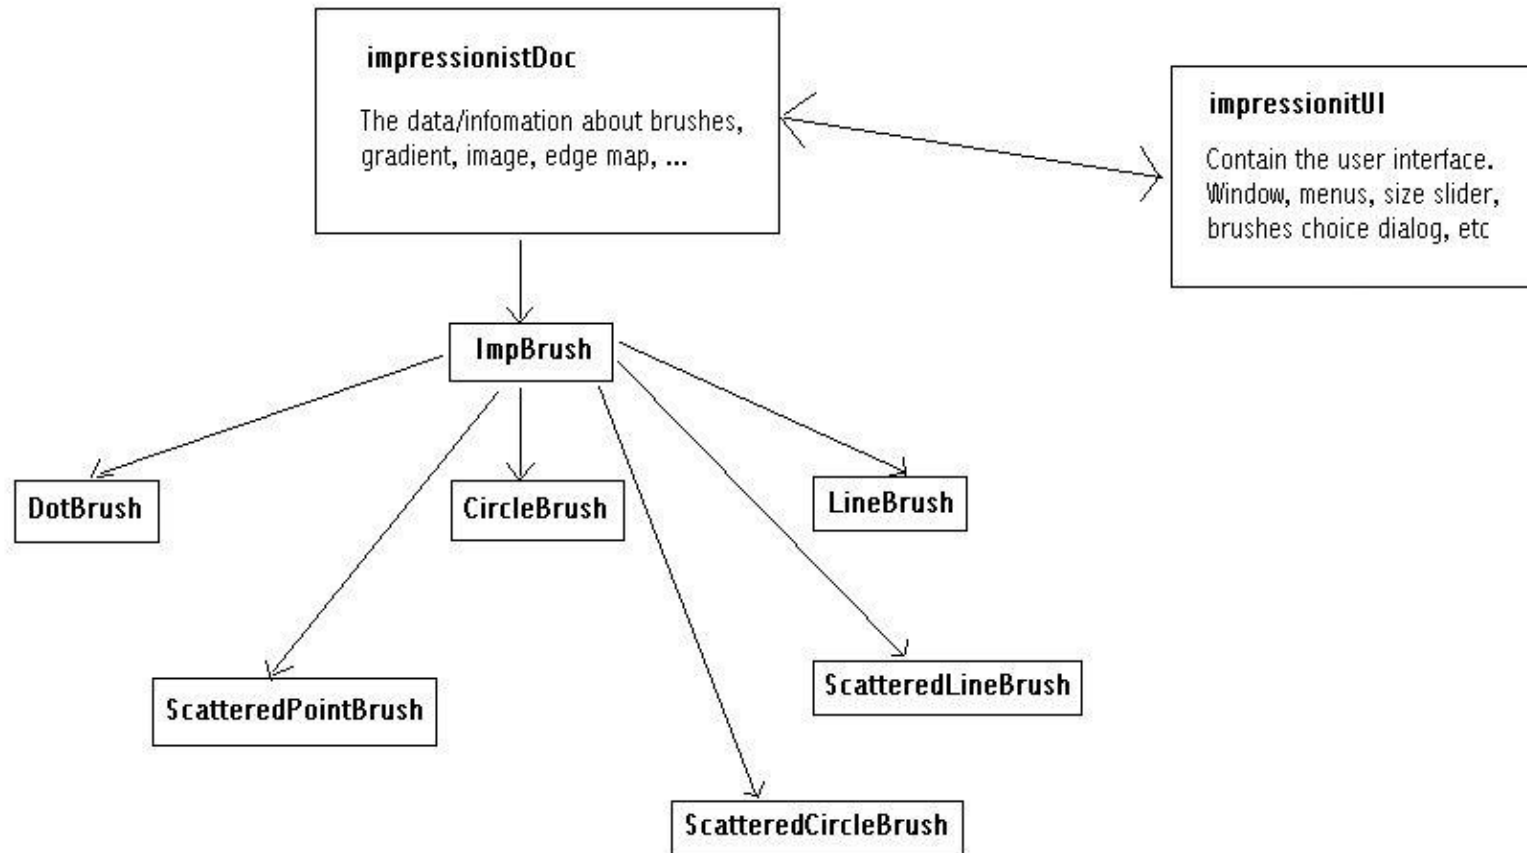 impressionistDoc
The data/infomation about brushes,
gradient, image, edge map, ...
impressionitUI
Contain the user interface.
Window, menus, size slider,
brushes choice dialog, etc
ImpBrush
DotBrush
CircleBrush
LineBrush
ScatteredPointBrush
ScatteredLineBrush
ScatteredCircleBrush